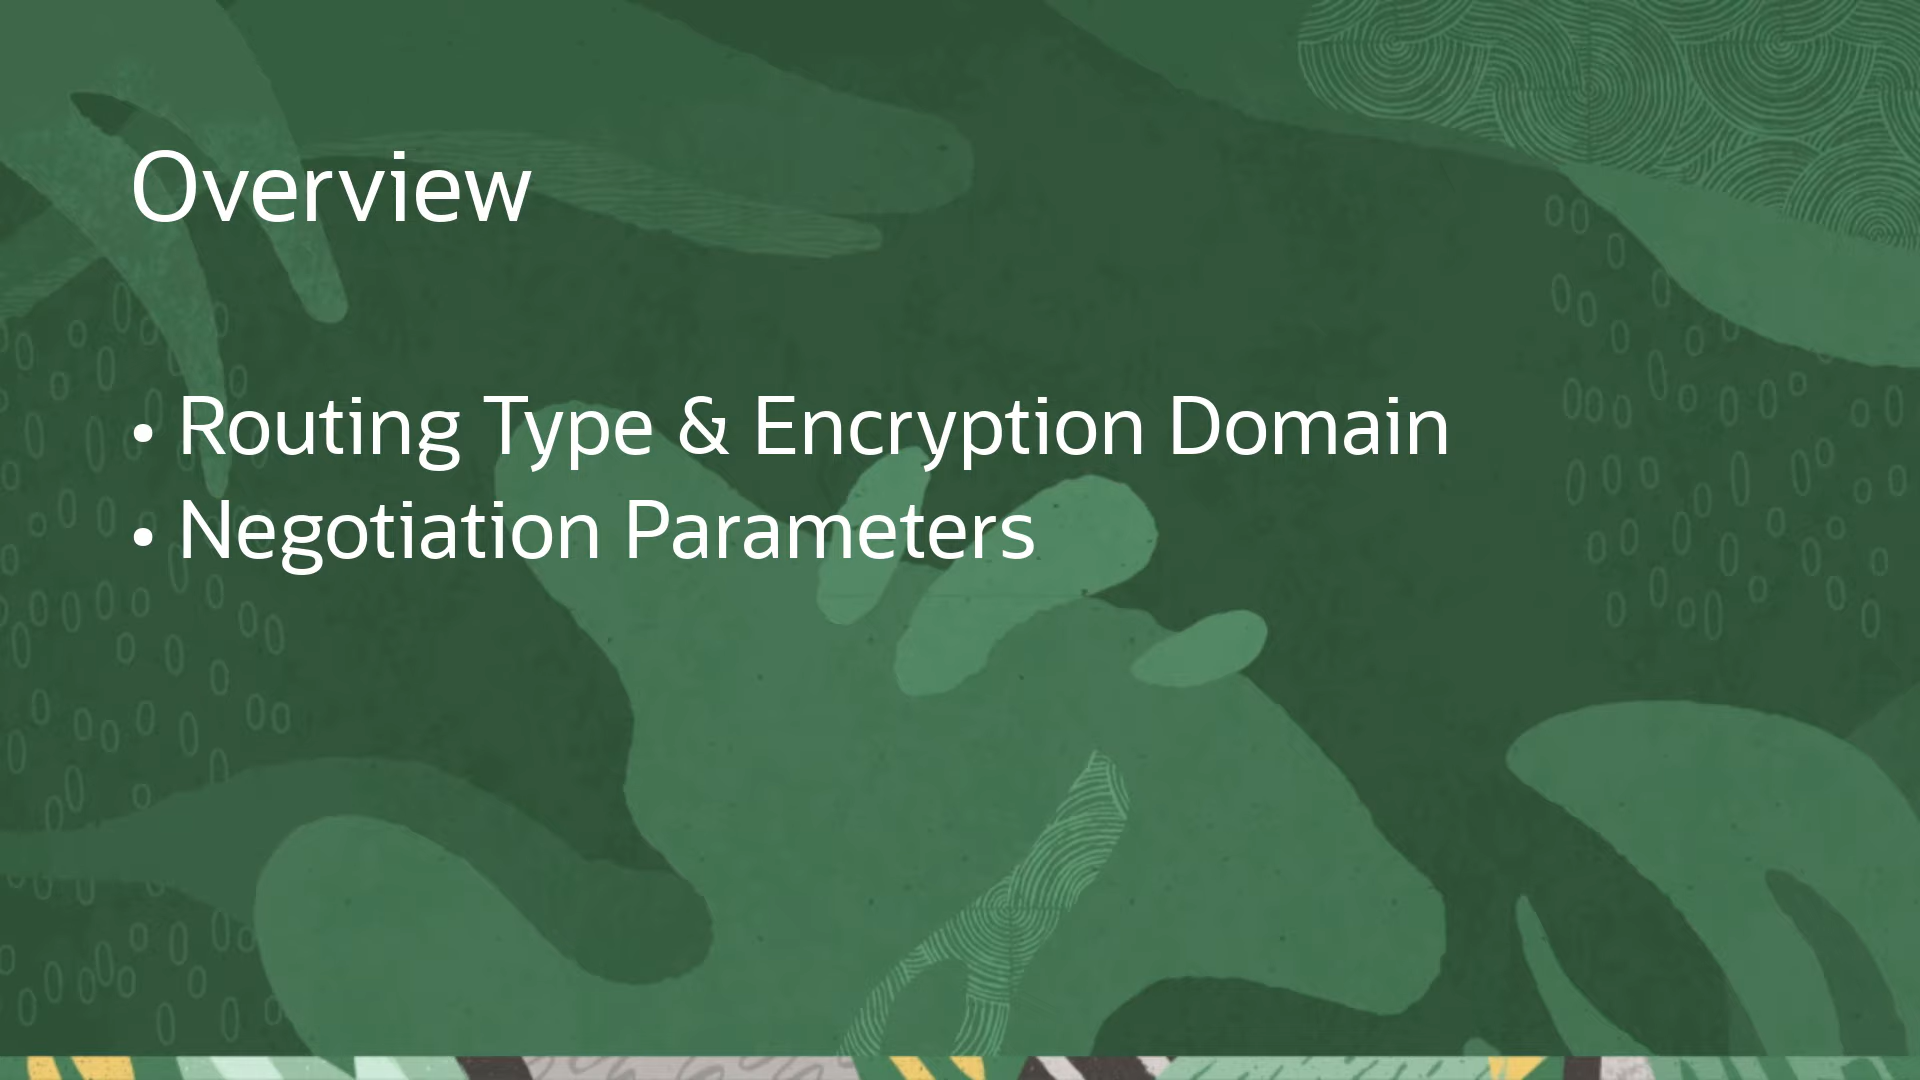 Overview
• Routing Type & Encryption Domain
• Negotiation Parameters